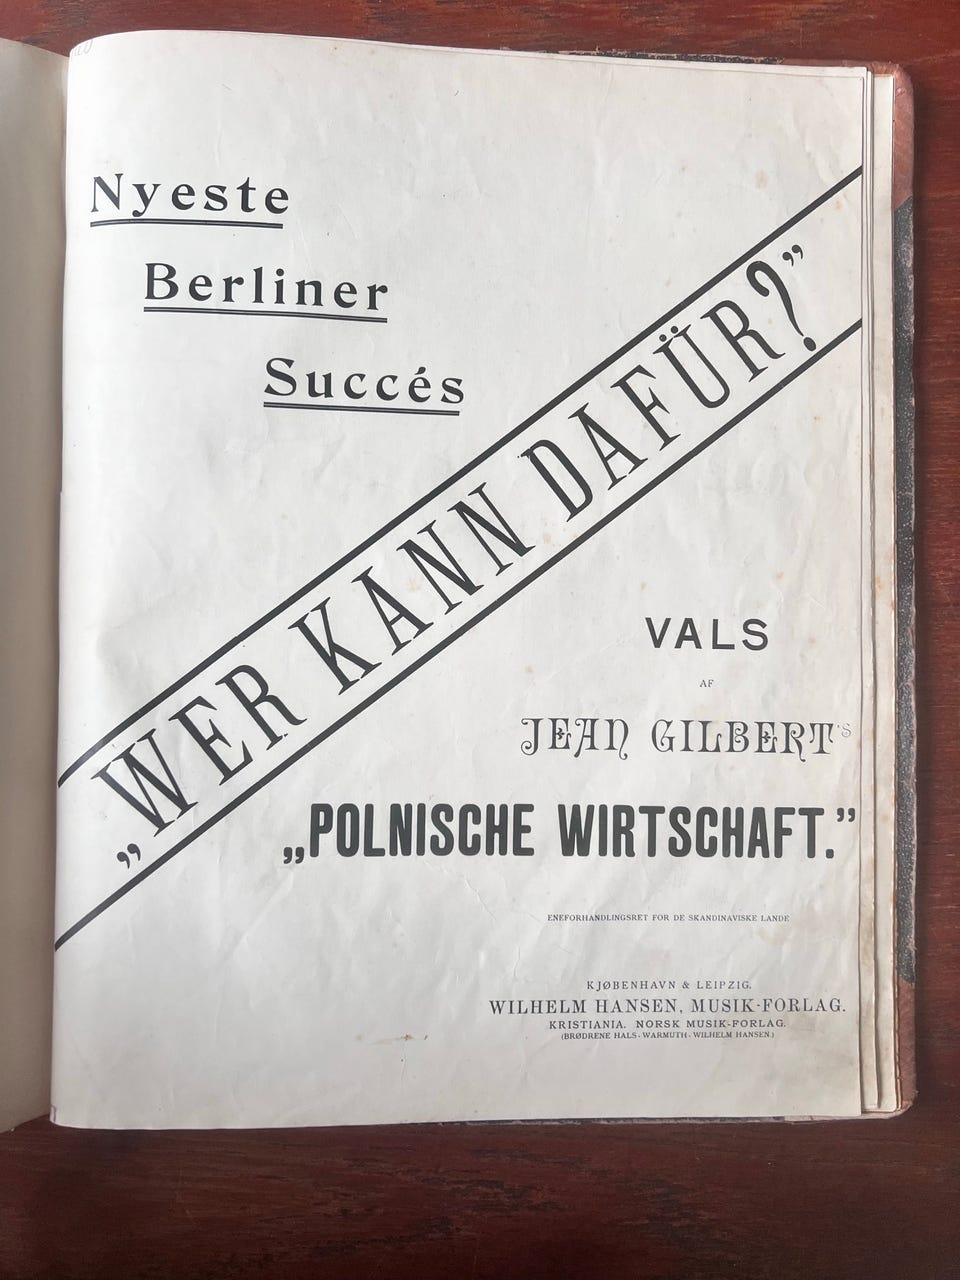 Nyeste
Berliner
Succés
„WER KANN DAFÜR?”
VALS
AF
JEAN GILBERT'S
„POLNISCHE WIRTSCHAFT.”
ENEFORHANDLINGSRET FOR DE SKANDINAVISKE LANDE
KJØBENHAVN & LEIPZIG.
WILHELM HANSEN, MUSIK-FORLAG.
KRISTIANIA. NORSK MUSIK-FORLAG.
(BRØDRENE HALS - WARMUTH - WILHELM HANSEN.)